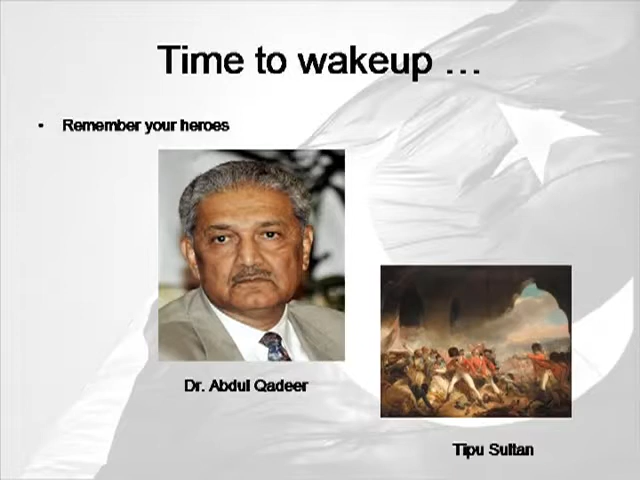 Time to wakeup …
• Remember your heroes
Dr. Abdul Qadeer
Tipu Sultan